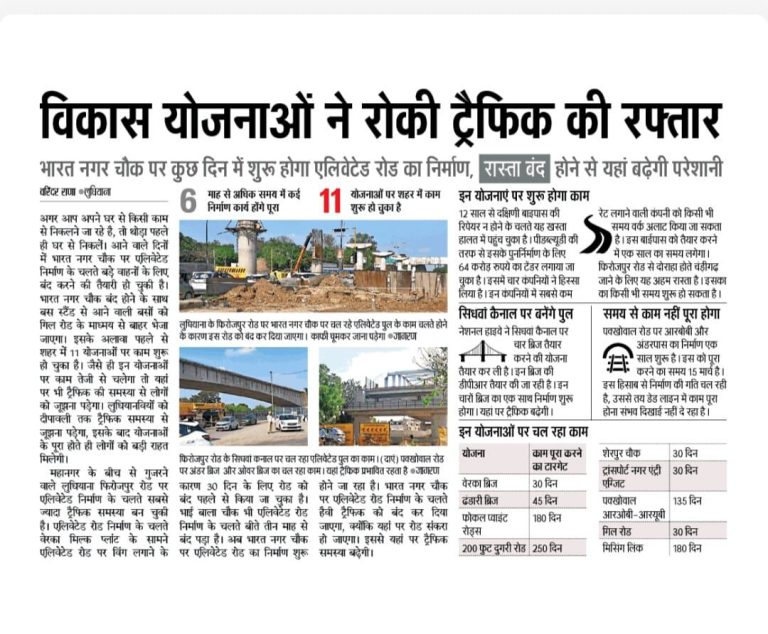 विकास योजनाओं ने रोकी ट्रैफिक की रफ्तार
भारत नगर चौक पर कुछ दिन में शुरू होगा एलिवेटेड रोड का निर्माण, रास्ता बंद होने से यहां बढ़ेगी परेशानी
वरिंदर राणा ● लुधियाना
अगर आप अपने घर से किसी काम
से निकलने जा रहे है, तो थोड़ा पहले
ही घर से निकलें। आने वाले दिनों
में भारत नगर चौक पर एलिवेटेड
निर्माण के चलते बड़े वाहनों के लिए
बंद करने की तैयारी हो चुकी है।
भारत नगर चौक बंद होने के साथ
बस स्टैंड से आने वाली बसों को
गिल रोड के माध्यम से बाहर भेजा
जाएगा। इसके अलावा पहले से
शहर में 11 योजनाओं पर काम शुरू
हो चुका है। जैसे ही इन योजनाओं
पर काम तेजी से चलेगा तो यहां
पर भी ट्रैफिक की समस्या से लोगों
को जूझना पड़ेगा। लुधियानवियों को
दीपावली तक ट्रैफिक समस्या से
जूझना पड़ेगा, इसके बाद योजनाओं
के पूरा होते ही लोगों को बड़ी राहत
मिलेगी।
महानगर के बीच से गुजरने
वाले लुधियाना फिरोजपुर रोड पर
एलिवेटेड निर्माण के चलते सबसे
ज्यादा ट्रैफिक समस्या बन चुकी
है। एलिवेटेड रोड निर्माण के चलते
वेरका मिल्क प्लांट के सामने
एलिवेटेड रोड पर विंग लगाने के
6 माह से अधिक समय में कई
निर्माण कार्य होंगे पूरा
11 योजनाओं पर शहर में काम
शुरू हो चुका है
लुधियाना के फिरोजपुर रोड पर भारत नगर चौक पर चल रहे एलिवेटेड पुल के काम चलते होने
के कारण इस रोड को बंद कर दिया जाएगा। काफी घूमकर जाना पड़ेगा ● जागरण
फिरोजपुर रोड के सिधवा कनाल पर चल रहा एलिवेटेड पुल का काम। (दाएं) पक्खोवाल रोड
पर अंडर ब्रिज और ओवर ब्रिज का चल रहा काम। यहां ट्रैफिक प्रभावित रहता है ● जागरण
कारण 30 दिन के लिए रोड को
बंद पहले से किया जा चुका है।
भाई बाला चौक भी एलिवेटेड रोड
निर्माण के चलते बीते तीन माह से
बंद पड़ा है। अब भारत नगर चौक
पर एलिवेटेड रोड का निर्माण शुरू
होने जा रहा है। भारत नगर चौक
पर एलिवेटेड रोड निर्माण के चलते
हैवी ट्रैफिक को बंद कर दिया
जाएगा, क्योंकि यहां पर रोड संकरा
हो जाएगा। इससे यहां पर ट्रैफिक
समस्या बढ़ेगी।
इन योजनाएं पर शुरू होगा काम
12 साल से दक्षिणी बाइपास की
रिपेयर न होने के चलते यह खस्ता
हालत में पहुंच चुका है। पीडब्ल्यूडी की
तरफ से इसके पुनर्निर्माण के लिए
64 करोड़ रुपये का टेंडर लगाया जा
चुका है। इसमें चार कंपनियों ने हिस्सा
लिया है। इन कंपनियों में सबसे कम
रेट लगाने वाली कंपनी को किसी भी
समय वर्क अलाट किया जा सकता
है। इस बाईपास को तैयार करने
में एक साल का समय लगेगा।
फिरोजपुर रोड से दोराहा होते चंडीगढ़
जाने के लिए यह अहम रास्ता है। इसका
का किसी भी समय शुरू हो सकता है।
सिधवां कैनाल पर बनेंगे पुल
नेशनल हाइवे ने सिधवा कनाल पर
चार ब्रिज तैयार
करने की योजना
तैयार कर ली है। इन ब्रिज की
डीपीआर तैयार की जा रही है। इन
चारों ब्रिज का एक साथ निर्माण शुरू
होगा। यहां पर ट्रैफिक बढ़ेगी।
समय से काम नहीं पूरा होगा
पक्खोवाल रोड पर आरबोबी और
अंडरपास का निर्माण एक
साल शुरू है। इस को पूरा
करने का समय 15 मार्च है।
इस हिसाब से निर्माण की गति चल रही
है, उससे तय डेड लाइन में काम पूरा
होना संभव दिखाई नहीं दे रहा है।
इन योजनाओं पर चल रहा काम
योजना काम पूरा करने का टारगेट
वेरका ब्रिज 30 दिन
ढंडारी ब्रिज 45 दिन
फोकल प्वाइंट रोड्स 180 दिन
200 फुट दुगरी रोड 250 दिन
शेरपुर चौक 30 दिन
ट्रांसपोर्ट नगर एंट्री एग्जिट 30 दिन
पक्खोवाल आरओबी-आरयूबी 135 दिन
गिल रोड 30 दिन
मिसिंग लिंक 180 दिन